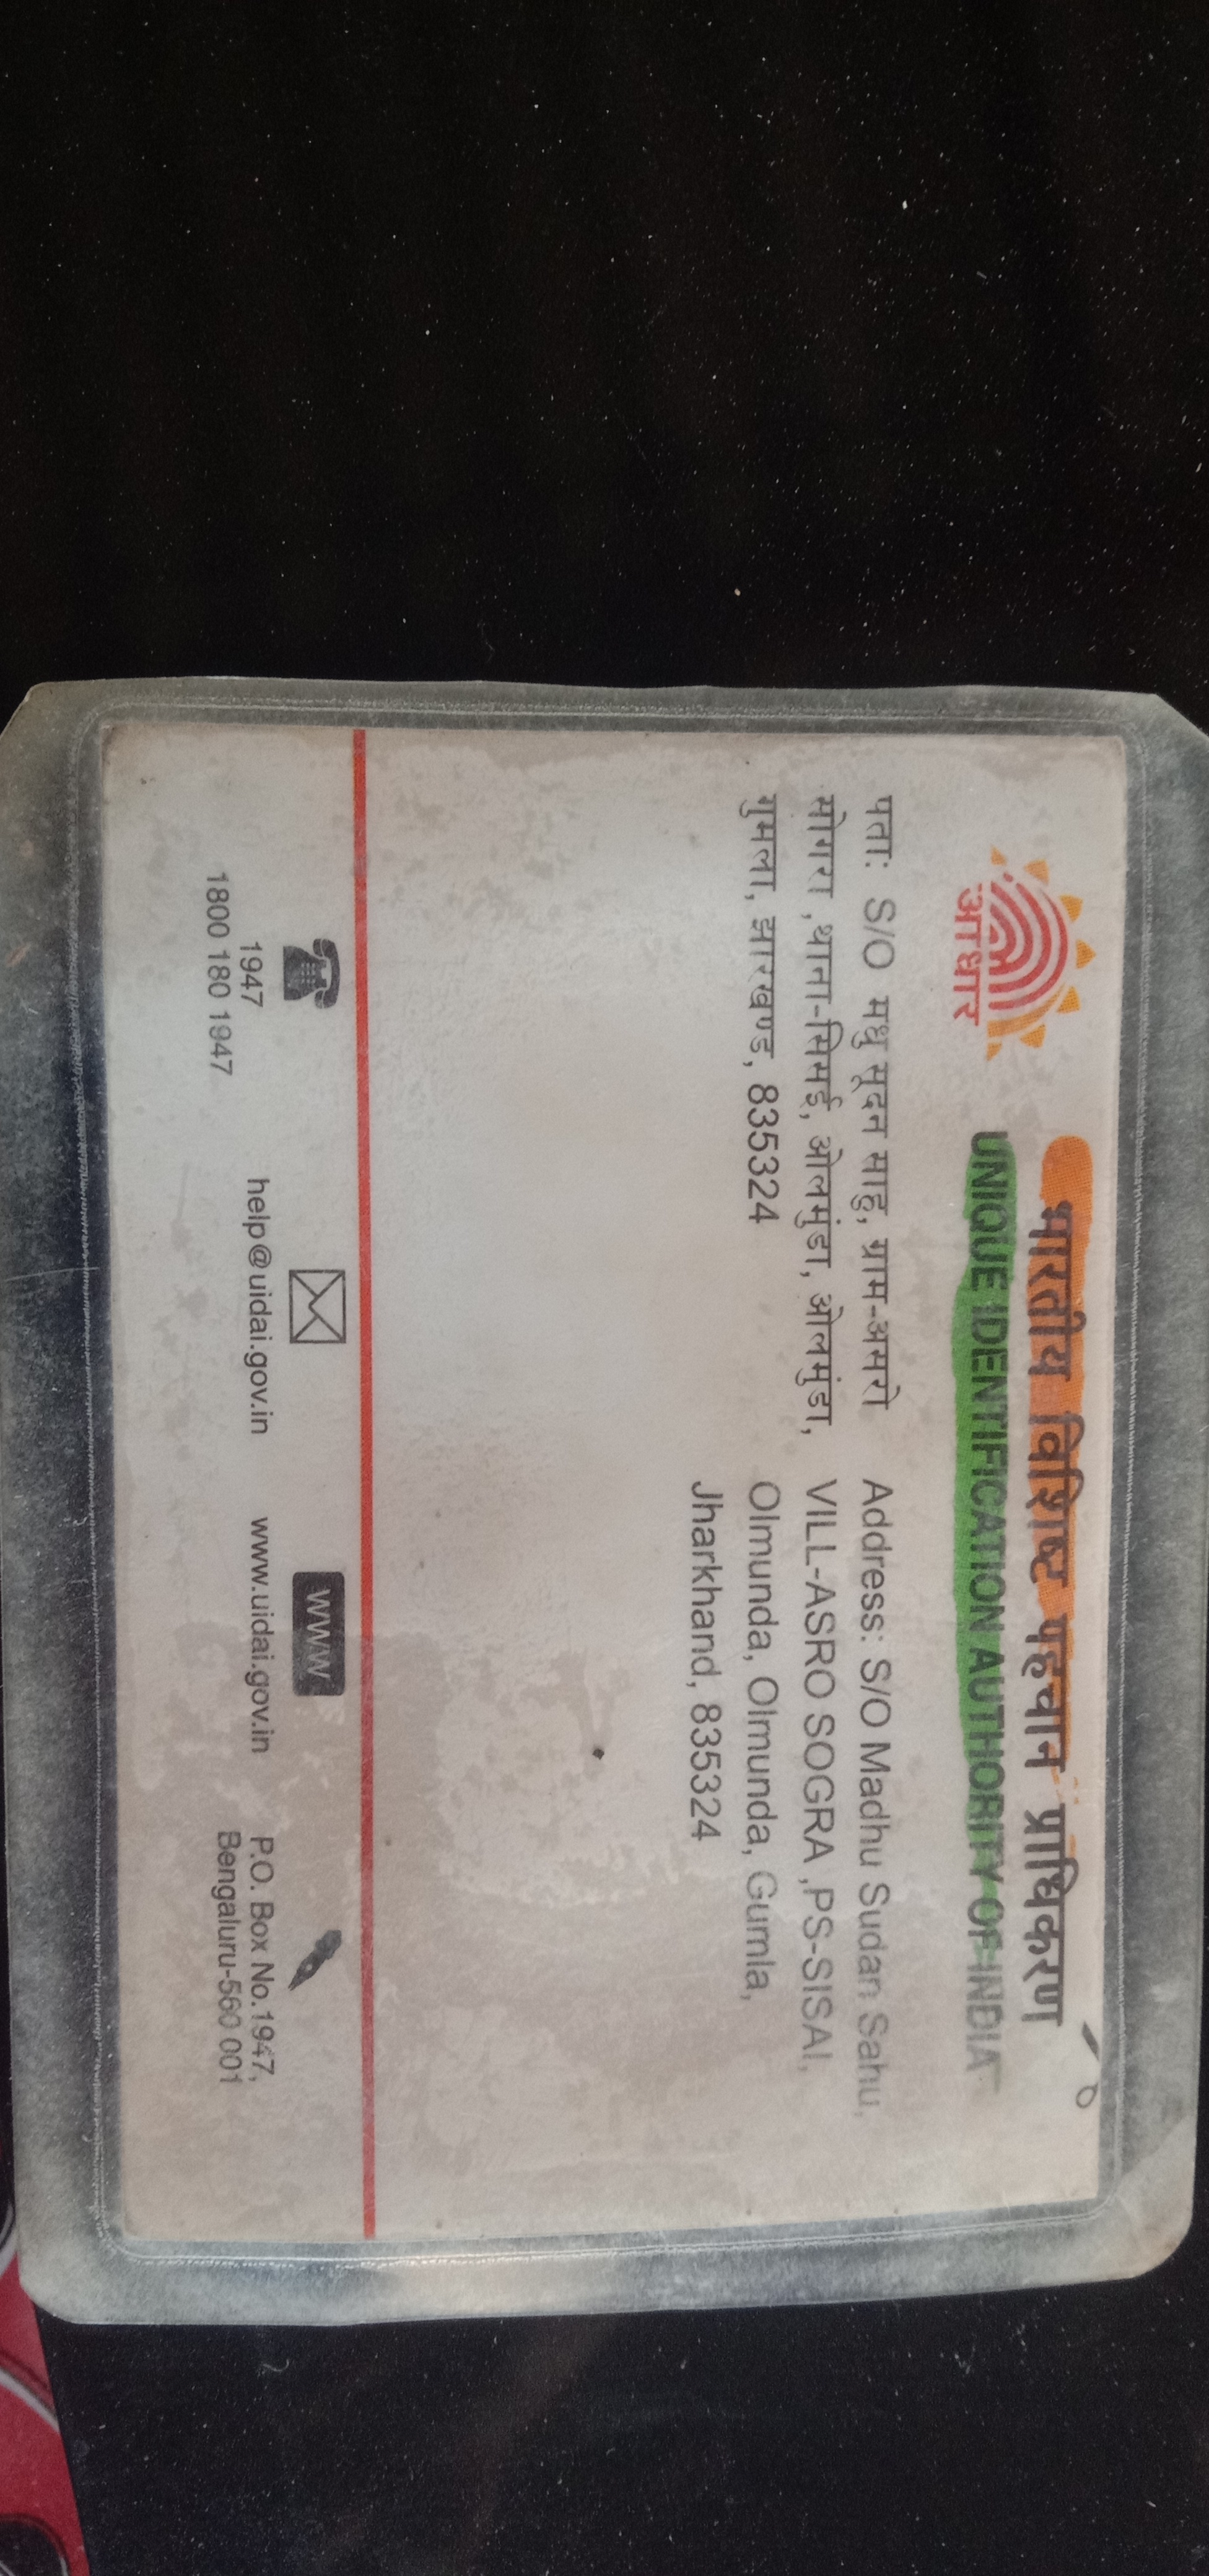 भारतीय विशिष्ट पहचान प्राधिकरण
UNIQUE IDENTIFICATION AUTHORITY OF INDIA
आधार
पताः S/O मधु सूदन साहु, ग्राम-असरो
सोगरा ,थाना-सिसई, ओलमुंडा, ओलमुंडा,
गुमला, झारखण्ड, 835324
Address: S/O Madhu Sudan Sahu,
VILL-ASRO SOGRA ,PS-SISAI,
Olmunda, Olmunda, Gumla,
Jharkhand, 835324
1947
1800 180 1947
help@uidai.gov.in
WWW
www.uidai.gov.in
P.O. Box No.1947,
Bengaluru-560 001